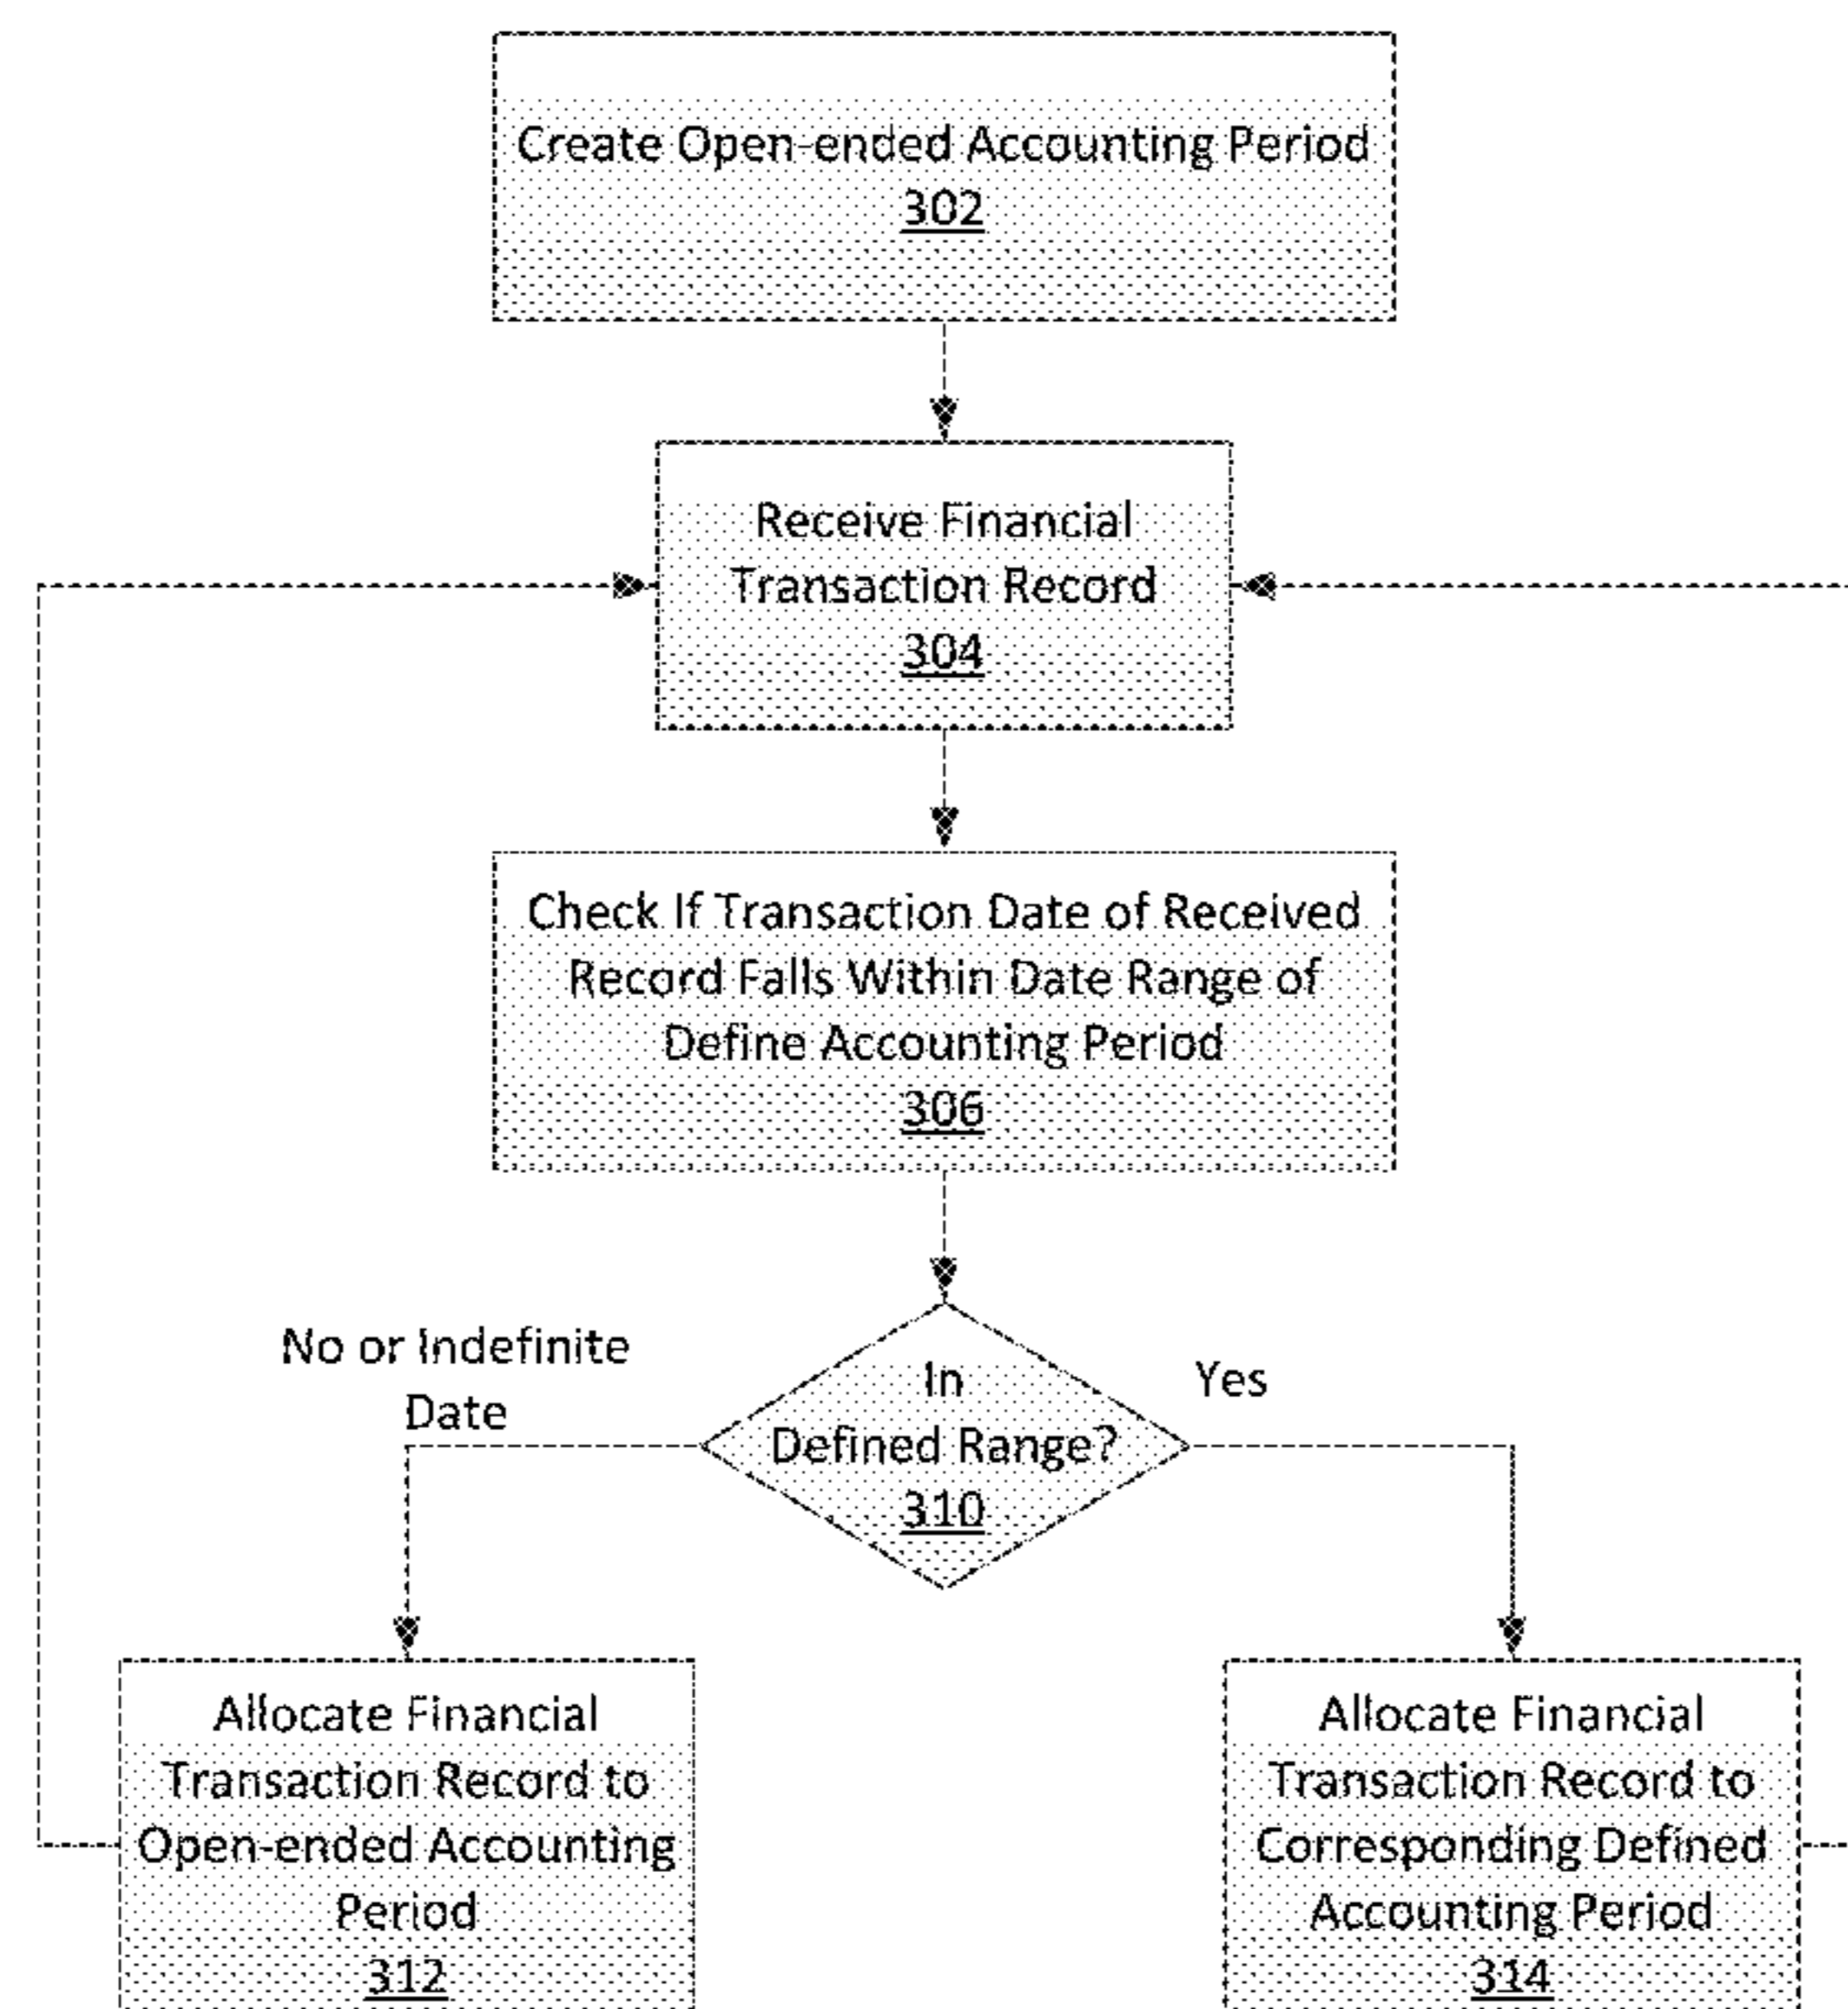 Create Open-ended Accounting Period
302
Receive Financial
Transaction Record
304
Check If Transaction Date of Received
Record Falls Within Date Range of
Define Accounting Period
306
No or Indefinite
Date
In
Defined Range?
310
Yes
Allocate Financial
Transaction Record to
Open-ended Accounting
Period
312
Allocate Financial
Transaction Record to
Corresponding Defined
Accounting Period
314